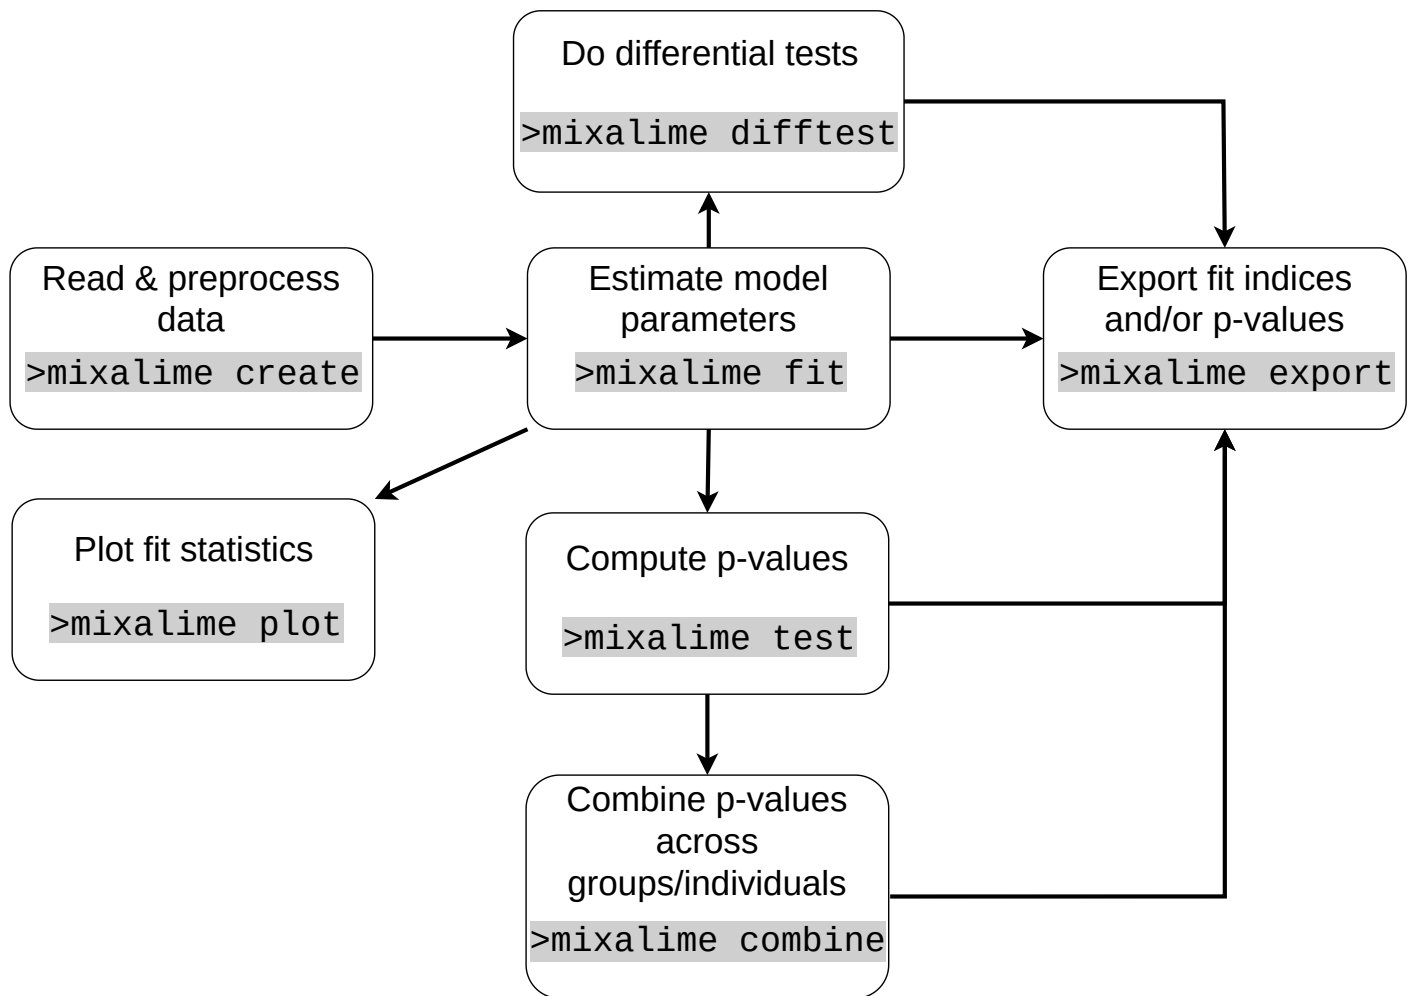 Do differential tests
>mixalime difftest
Read & preprocess
data
>mixalime create
Estimate model
parameters
>mixalime fit
Export fit indices
and/or p-values
>mixalime export
Plot fit statistics
>mixalime plot
Compute p-values
>mixalime test
Combine p-values
across
groups/individuals
>mixalime combine